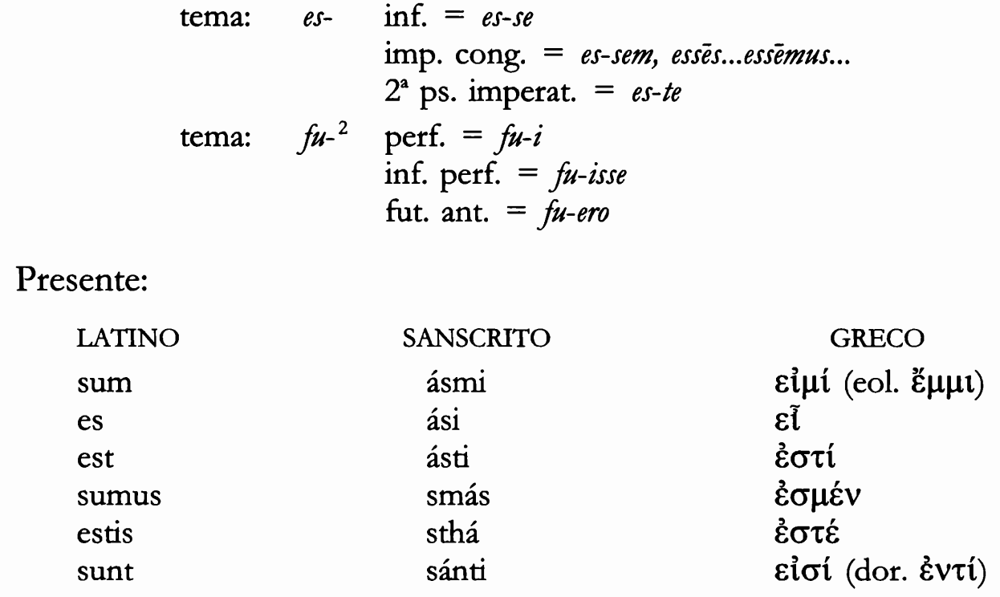 tema: es- inf. = es-se
imp. cong. = es-sem, essēs...essēmus...
2ª ps. imperat. = es-te
tema: fu-² perf. = fu-i
inf. perf. = fu-isse
fut. ant. = fu-ero
Presente:
LATINO SANSCRITO GRECO
sum ásmi εἰμί (eol. ἔμμι)
es ási εἶ
est ásti ἐστί
sumus smás ἐσμέν
estis sthá ἐστέ
sunt sánti εἰσί (dor. ἐντί)